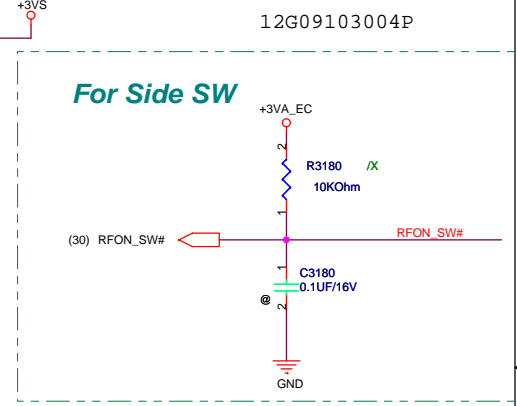 +3VS
12G09103004P
For Side SW
+3VA_EC
2
R3180 /X
10KOhm
1
(30) RFON_SW# RFON_SW#
1
C3180
0.1UF/16V
@
2
GND